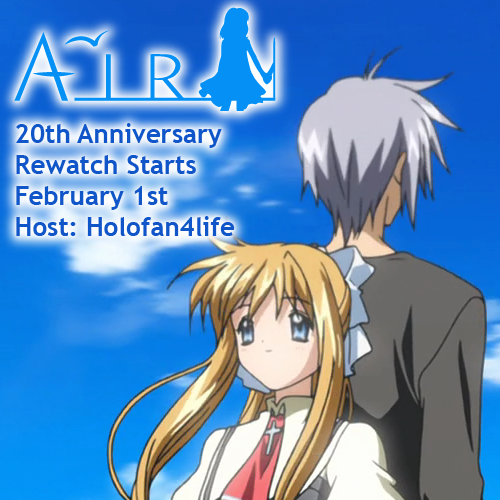 AIR
20th Anniversary
Rewatch Starts
February 1st
Host: Holofan4life